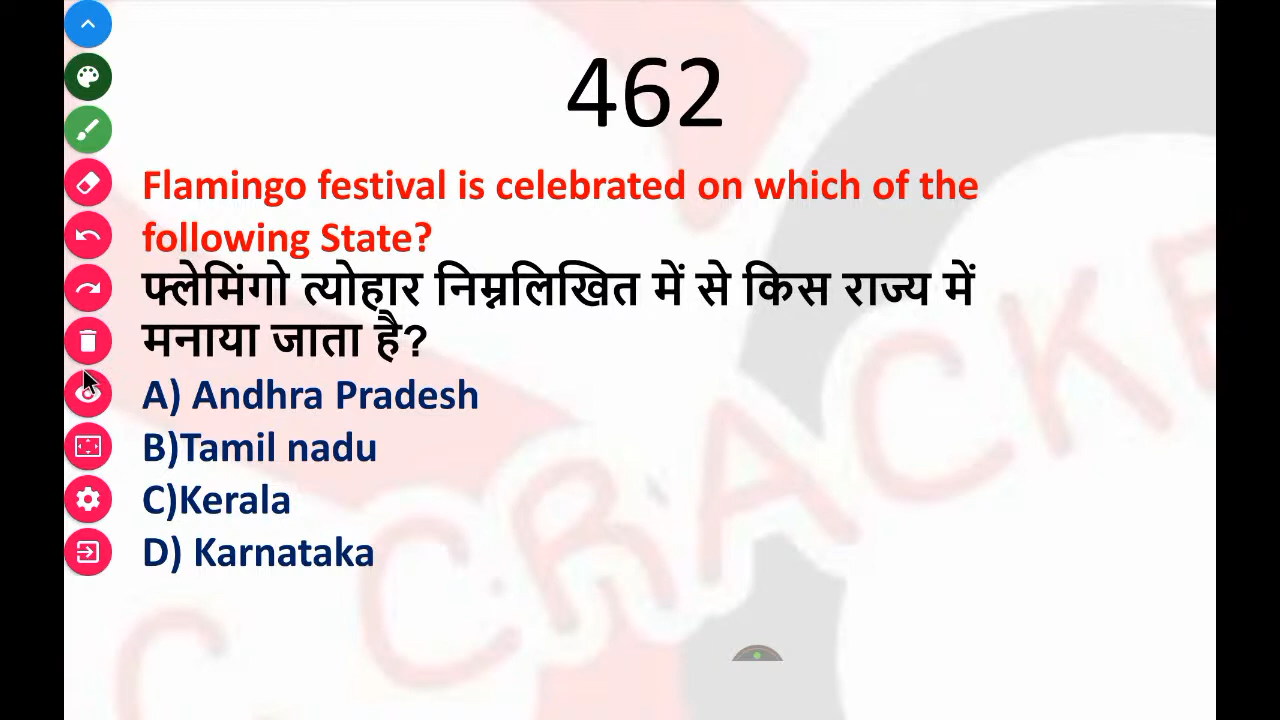 462
Flamingo festival is celebrated on which of the
following State?
फ्लेमिंगो त्योहार निम्नलिखित में से किस राज्य में
मनाया जाता है?
A) Andhra Pradesh
B)Tamil nadu
C)Kerala
D) Karnataka
C CRACKE